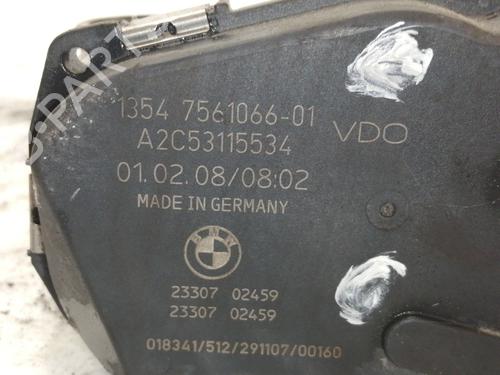 1354 7561066-01
A2C53115534 VDO
01.02.08/08:02
MADE IN GERMANY
BMW
23307 02459
23307 02459
018341/512/291107/00160